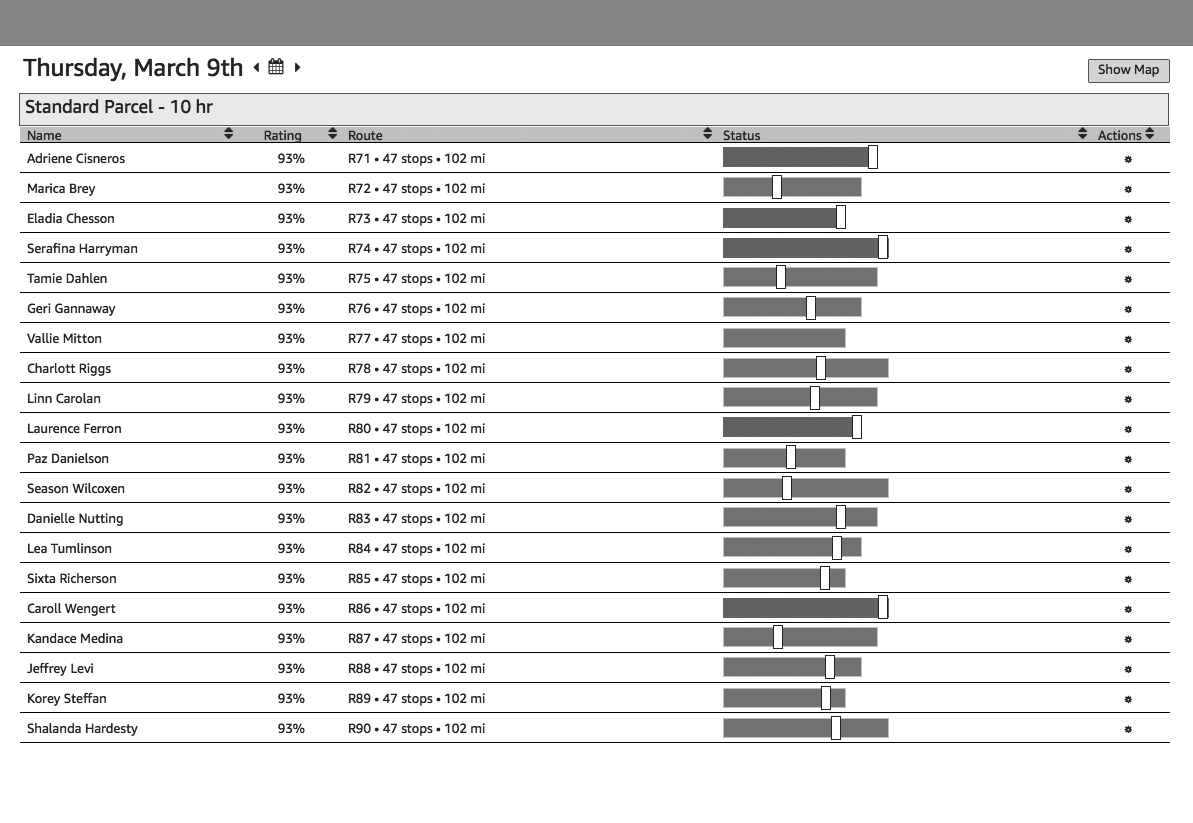 Thursday, March 9th
Show Map
Standard Parcel - 10 hr
Name Rating Route Status Actions
Adriene Cisneros 93% R71 • 47 stops • 102 mi
Marica Brey 93% R72 • 47 stops • 102 mi
Eladia Chesson 93% R73 • 47 stops • 102 mi
Serafina Harryman 93% R74 • 47 stops • 102 mi
Tamie Dahlen 93% R75 • 47 stops • 102 mi
Geri Gannaway 93% R76 • 47 stops • 102 mi
Vallie Mitton 93% R77 • 47 stops • 102 mi
Charlott Riggs 93% R78 • 47 stops • 102 mi
Linn Carolan 93% R79 • 47 stops • 102 mi
Laurence Ferron 93% R80 • 47 stops • 102 mi
Paz Danielson 93% R81 • 47 stops • 102 mi
Season Wilcoxen 93% R82 • 47 stops • 102 mi
Danielle Nutting 93% R83 • 47 stops • 102 mi
Lea Tumlinson 93% R84 • 47 stops • 102 mi
Sixta Richerson 93% R85 • 47 stops • 102 mi
Caroll Wengert 93% R86 • 47 stops • 102 mi
Kandace Medina 93% R87 • 47 stops • 102 mi
Jeffrey Levi 93% R88 • 47 stops • 102 mi
Korey Steffan 93% R89 • 47 stops • 102 mi
Shalanda Hardesty 93% R90 • 47 stops • 102 mi